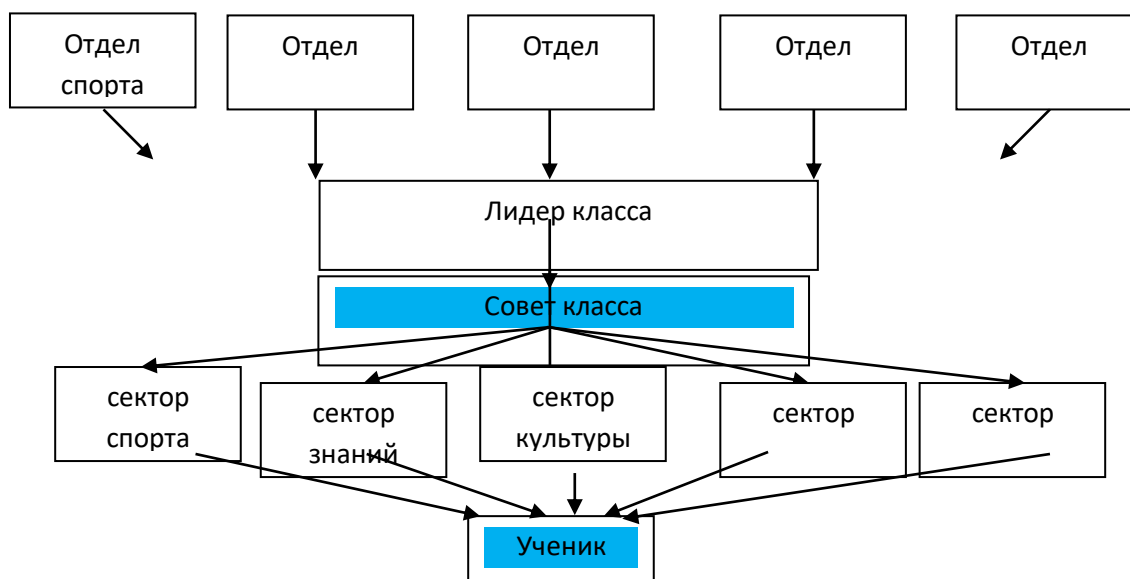 Отдел
спорта
Отдел
Отдел
Отдел
Отдел
Лидер класса
Совет класса
сектор
спорта
сектор
знаний
сектор
культуры
сектор
сектор
Ученик